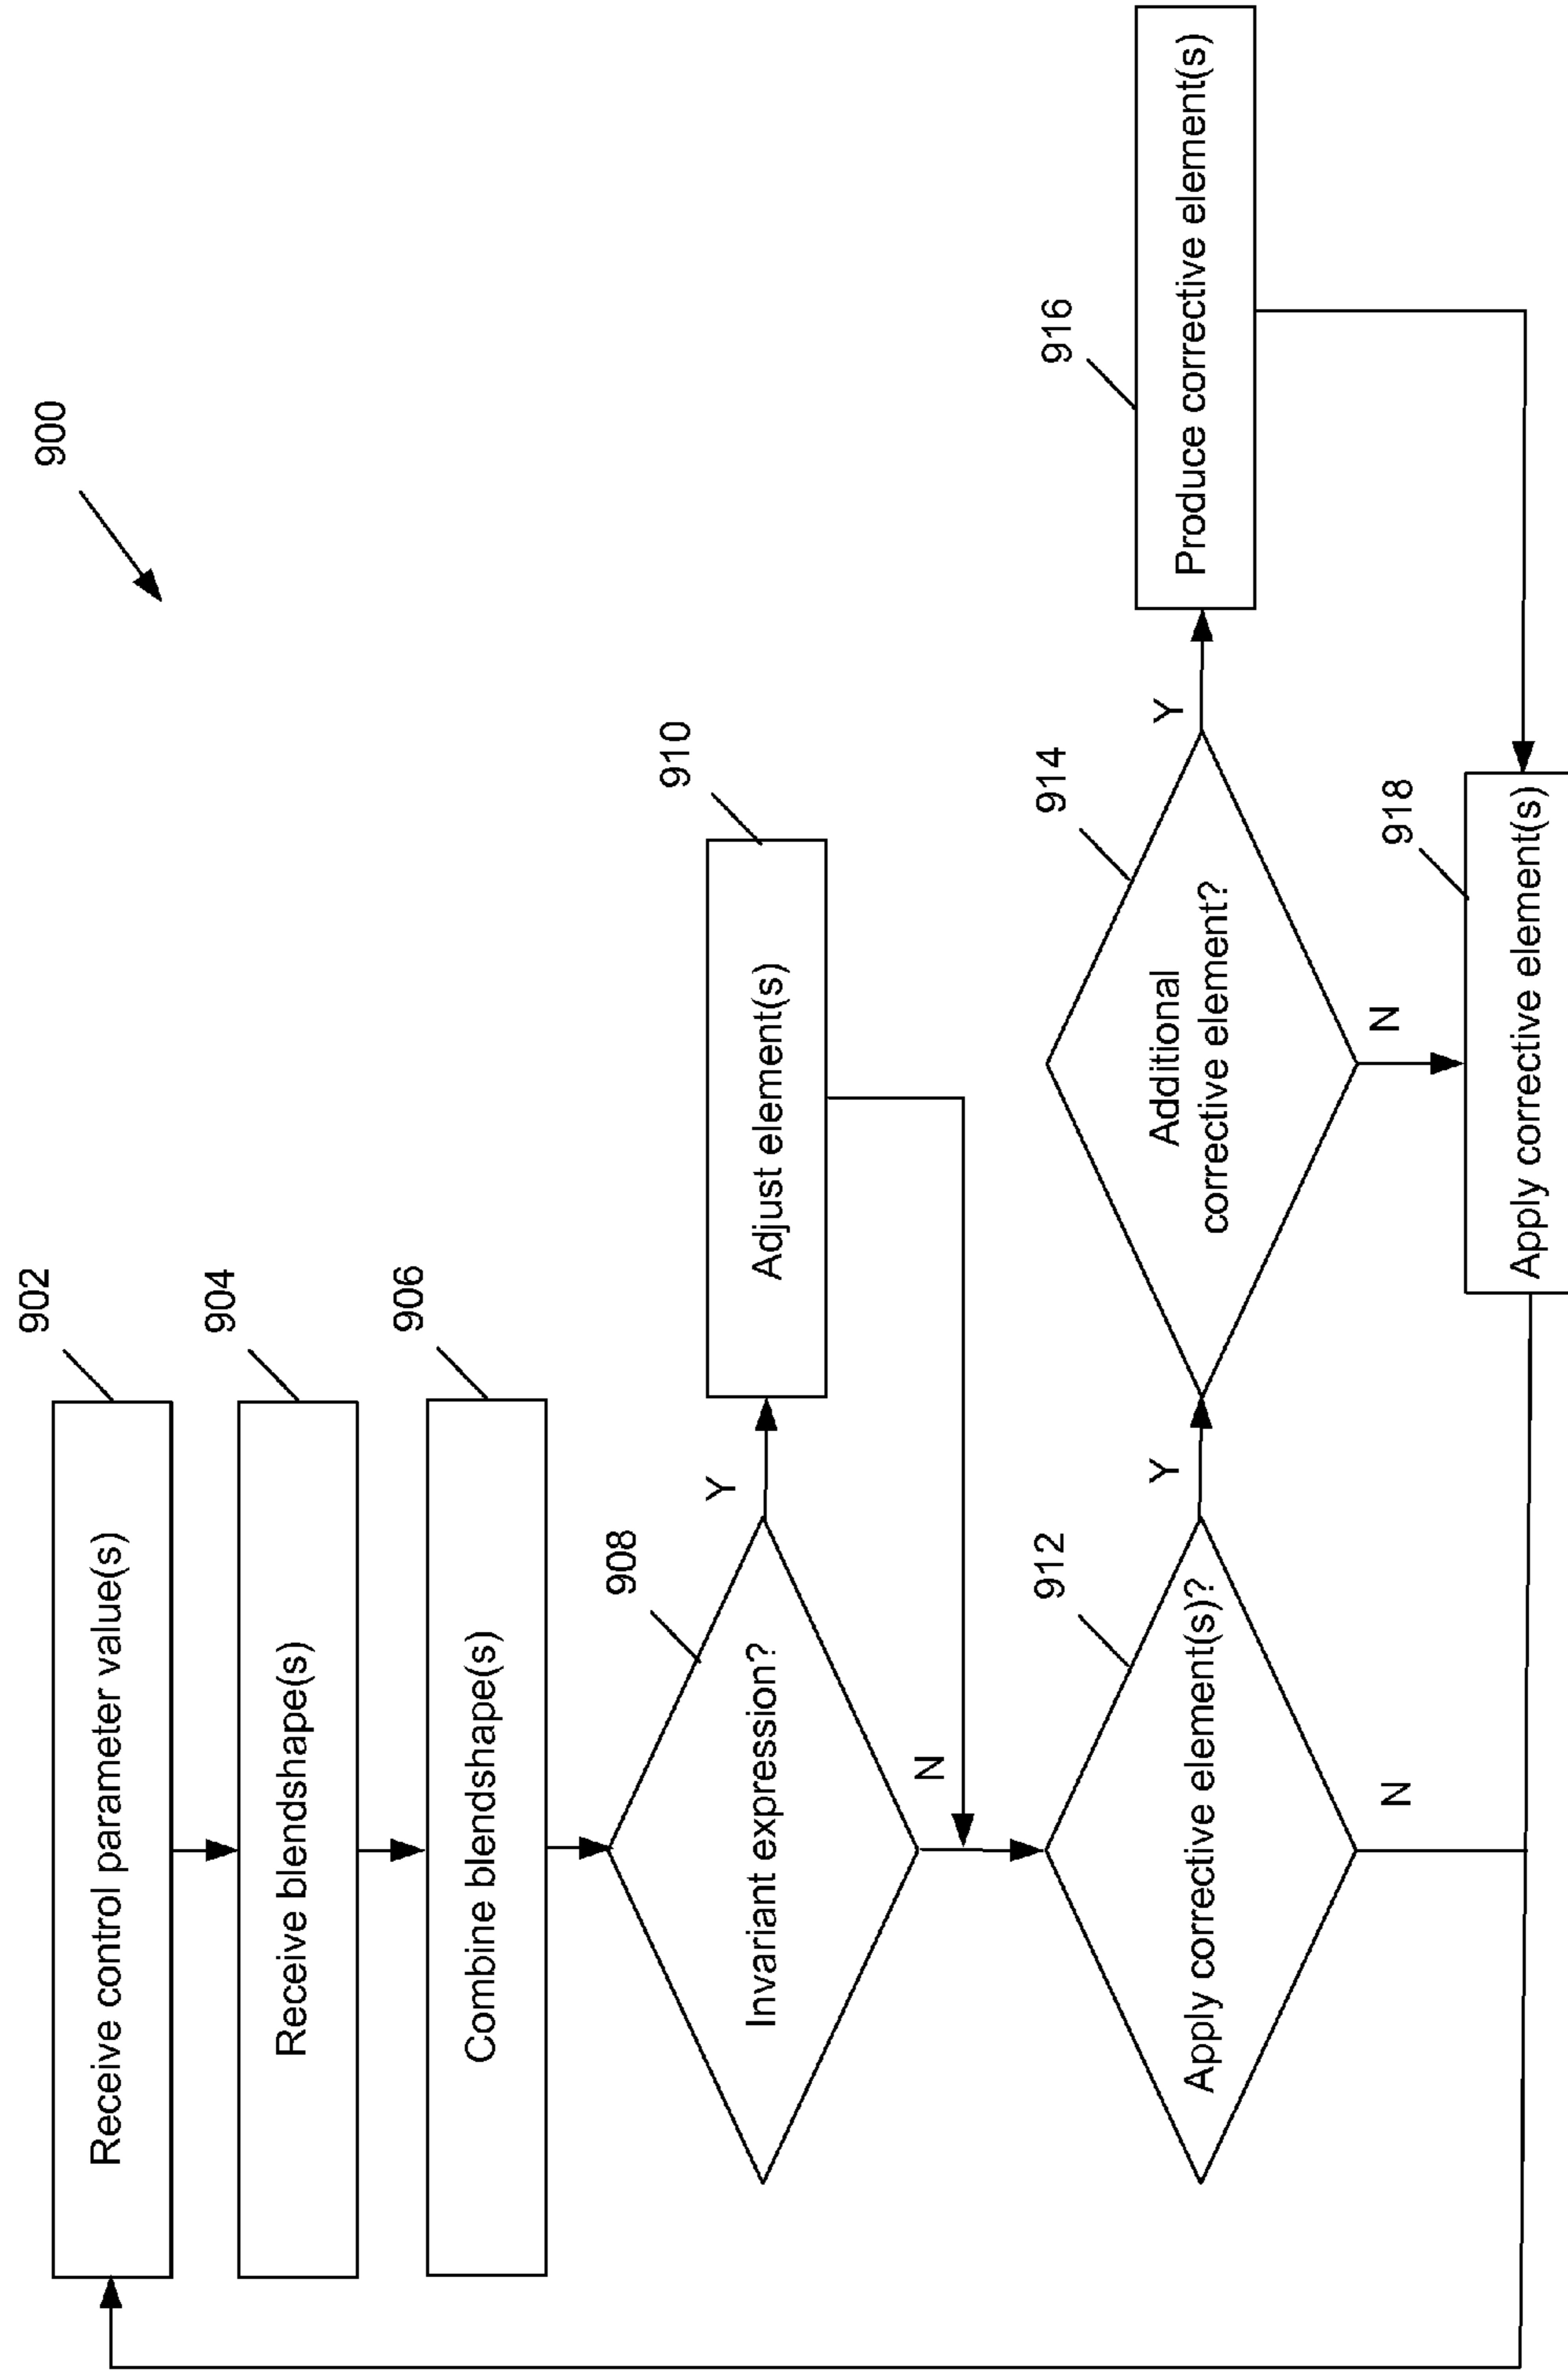 900
902
Receive control parameter value(s)
904
Receive blendshape(s)
906
Combine blendshape(s)
908
Invariant expression?
Y
910
Adjust element(s)
N
912
Apply corrective element(s)?
Y
914
Additional
corrective element?
Y
916
Produce corrective element(s)
N
N
918
Apply corrective element(s)